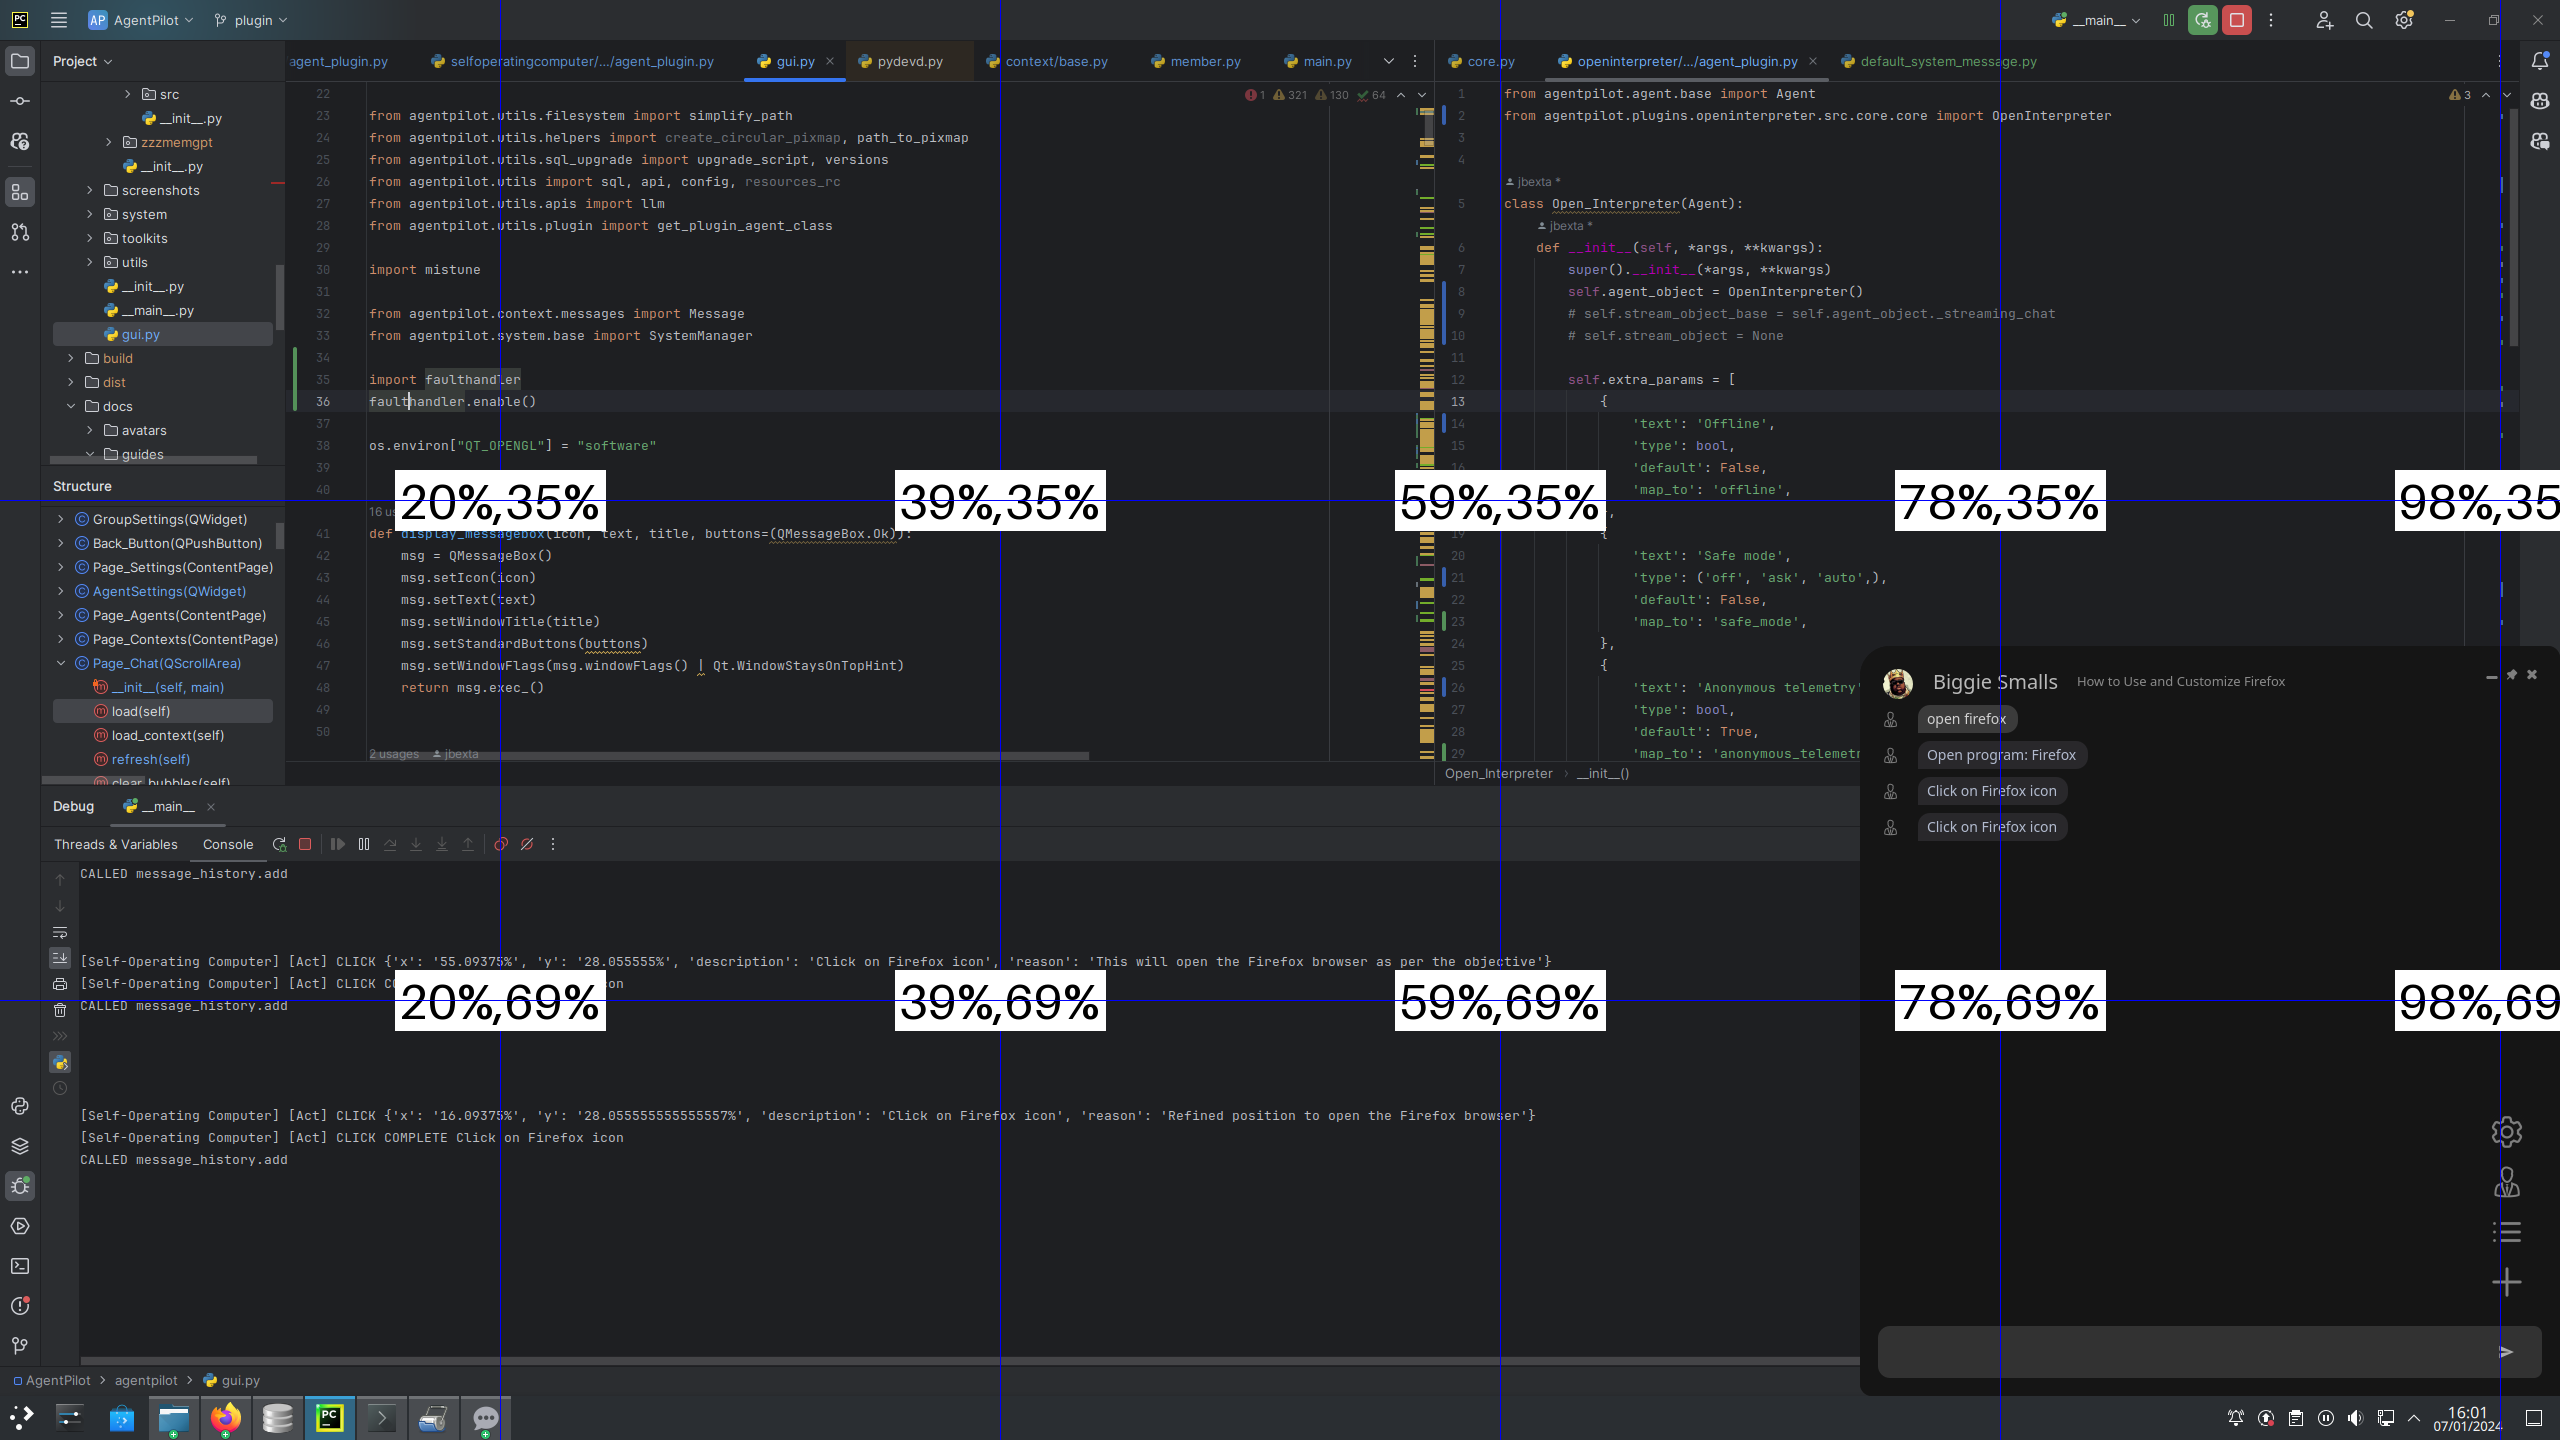 AP AgentPilot plugin __main__
Project
agent_plugin.py selfoperatingcomputer/.../agent_plugin.py gui.py pydevd.py context/base.py member.py main.py
core.py openinterpreter/.../agent_plugin.py default_system_message.py
src
__init__.py
zzzmemgpt
__init__.py
screenshots
system
toolkits
utils
__init__.py
__main__.py
gui.py
build
dist
docs
avatars
guides
Structure
GroupSettings(QWidget)
Back_Button(QPushButton)
Page_Settings(ContentPage)
AgentSettings(QWidget)
Page_Agents(ContentPage)
Page_Contexts(ContentPage)
Page_Chat(QScrollArea)
__init__(self, main)
load(self)
load_context(self)
refresh(self)
clear_bubbles(self)
1 321 130 64
22
23 from agentpilot.utils.filesystem import simplify_path
24 from agentpilot.utils.helpers import create_circular_pixmap, path_to_pixmap
25 from agentpilot.utils.sql_upgrade import upgrade_script, versions
26 from agentpilot.utils import sql, api, config, resources_rc
27 from agentpilot.utils.apis import llm
28 from agentpilot.utils.plugin import get_plugin_agent_class
29
30 import mistune
31
32 from agentpilot.context.messages import Message
33 from agentpilot.system.base import SystemManager
34
35 import faulthandler
36 faulthandler.enable()
37
38 os.environ["QT_OPENGL"] = "software"
39
40
41 def display_messagebox(icon, text, title, buttons=(QMessageBox.Ok)):
42 msg = QMessageBox()
43 msg.setIcon(icon)
44 msg.setText(text)
45 msg.setWindowTitle(title)
46 msg.setStandardButtons(buttons)
47 msg.setWindowFlags(msg.windowFlags() | Qt.WindowStaysOnTopHint)
48 return msg.exec_()
49
50
2 usages jbexta
3
1 from agentpilot.agent.base import Agent
2 from agentpilot.plugins.openinterpreter.src.core.core import OpenInterpreter
3
4
jbexta *
5 class Open_Interpreter(Agent):
jbexta *
6 def __init__(self, *args, **kwargs):
7 super().__init__(*args, **kwargs)
8 self.agent_object = OpenInterpreter()
9 # self.stream_object_base = self.agent_object._streaming_chat
10 # self.stream_object = None
11
12 self.extra_params = [
13 {
14 'text': 'Offline',
15 'type': bool,
16 'default': False,
'map_to': 'offline',
19 {
20 'text': 'Safe mode',
21 'type': ('off', 'ask', 'auto',),
22 'default': False,
23 'map_to': 'safe_mode',
24 },
25 {
26 'text': 'Anonymous telemetry'
27 'type': bool,
28 'default': True,
29 'map_to': 'anonymous_telemetr
Open_Interpreter __init__()
20%,35% 39%,35% 59%,35% 78%,35% 98%,35
Biggie Smalls How to Use and Customize Firefox
open firefox
Open program: Firefox
Click on Firefox icon
Click on Firefox icon
Debug __main__
Threads & Variables Console
CALLED message_history.add
[Self-Operating Computer] [Act] CLICK {'x': '55.09375%', 'y': '28.055555%', 'description': 'Click on Firefox icon', 'reason': 'This will open the Firefox browser as per the objective'}
[Self-Operating Computer] [Act] CLICK
CALLED message_history.add
20%,69% 39%,69% 59%,69% 78%,69% 98%,69
[Self-Operating Computer] [Act] CLICK {'x': '16.09375%', 'y': '28.055555555555557%', 'description': 'Click on Firefox icon', 'reason': 'Refined position to open the Firefox browser'}
[Self-Operating Computer] [Act] CLICK COMPLETE Click on Firefox icon
CALLED message_history.add
AgentPilot agentpilot gui.py
PC
16:01
07/01/2024